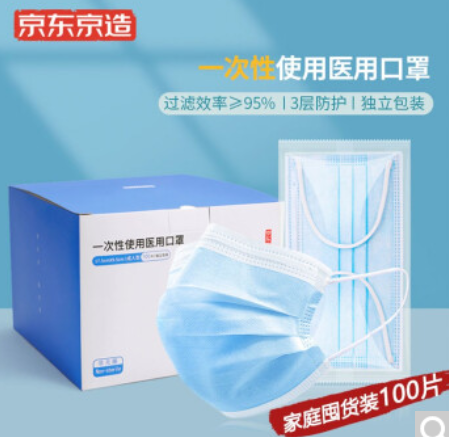 京东京造
一次性使用医用口罩
过滤效率≥95% | 3层防护 | 独立包装
一次性使用医用口罩
家庭囤货装100片